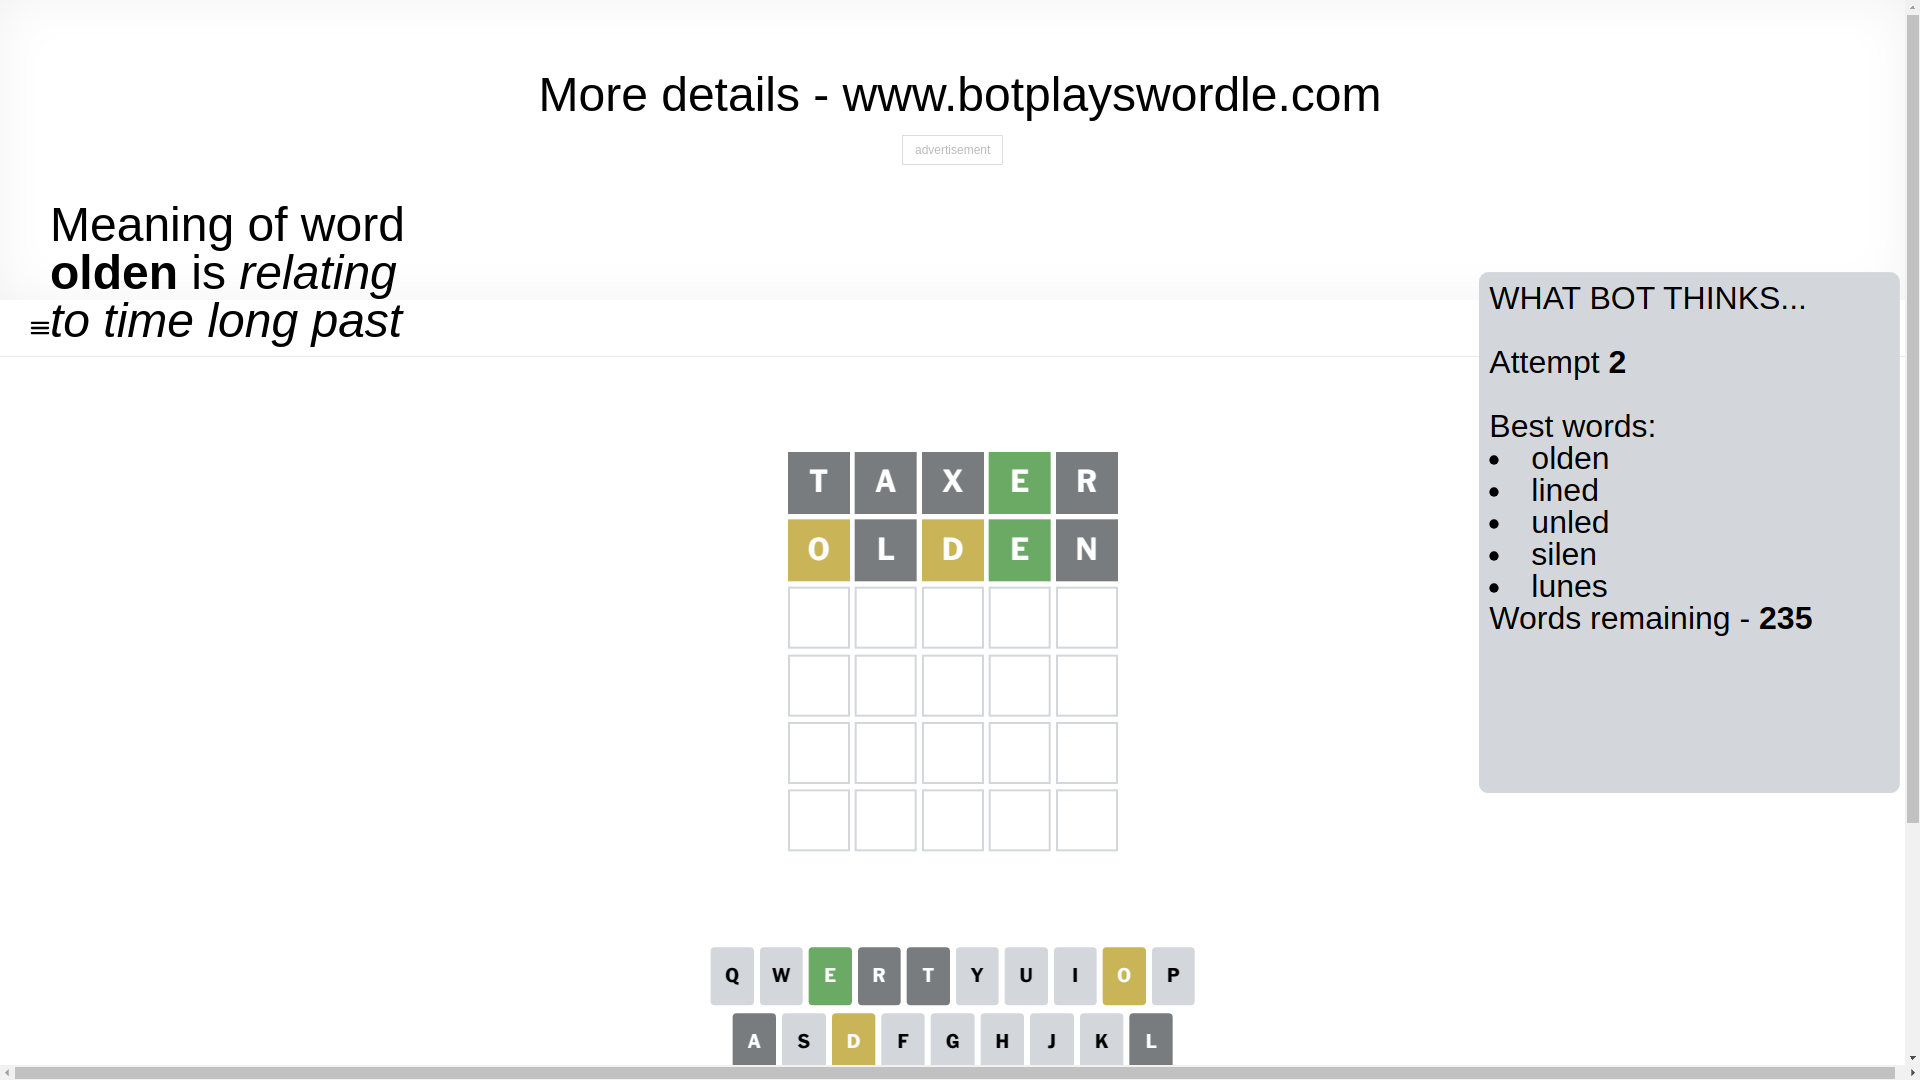 More details - www.botplayswordle.com
advertisement
Meaning of word
olden is relating
to time long past
WHAT BOT THINKS...
Attempt 2
Best words:
• olden
• lined
• unled
• silen
• lunes
Words remaining - 235
T A X E R
O L D E N
Q W E R T Y U I O P
A S D F G H J K L